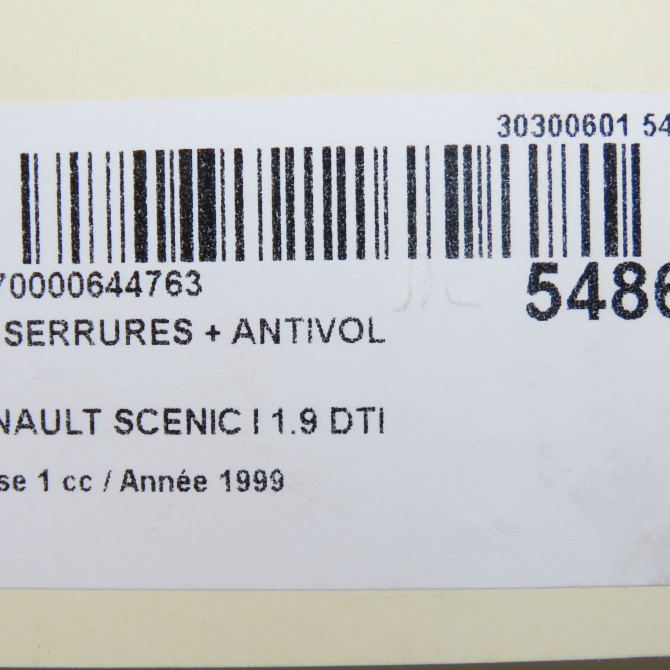 30300601 54
70000644763
5486
SERRURES + ANTIVOL
NAULT SCENIC I 1.9 DTI
se 1 cc / Année 1999